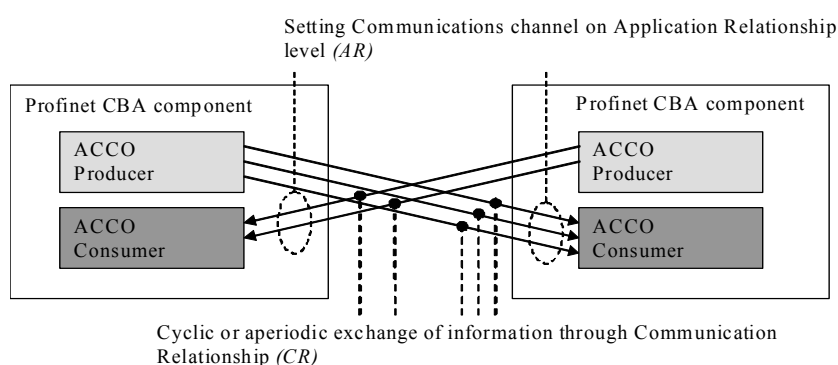 Setting Communications channel on Application Relationship
level (AR)
Profinet CBA component
Profinet CBA component
ACCO
Producer
ACCO
Producer
ACCO
Consumer
ACCO
Consumer
Cyclic or aperiodic exchange of information through Communication
Relationship (CR)